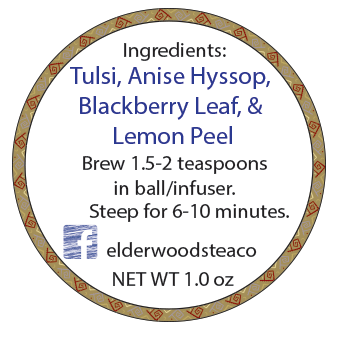 Ingredients:
Tulsi, Anise Hyssop,
Blackberry Leaf, &
Lemon Peel
Brew 1.5-2 teaspoons
in ball/infuser.
Steep for 6-10 minutes.
f elderwoodsteaco
NET WT 1.0 oz